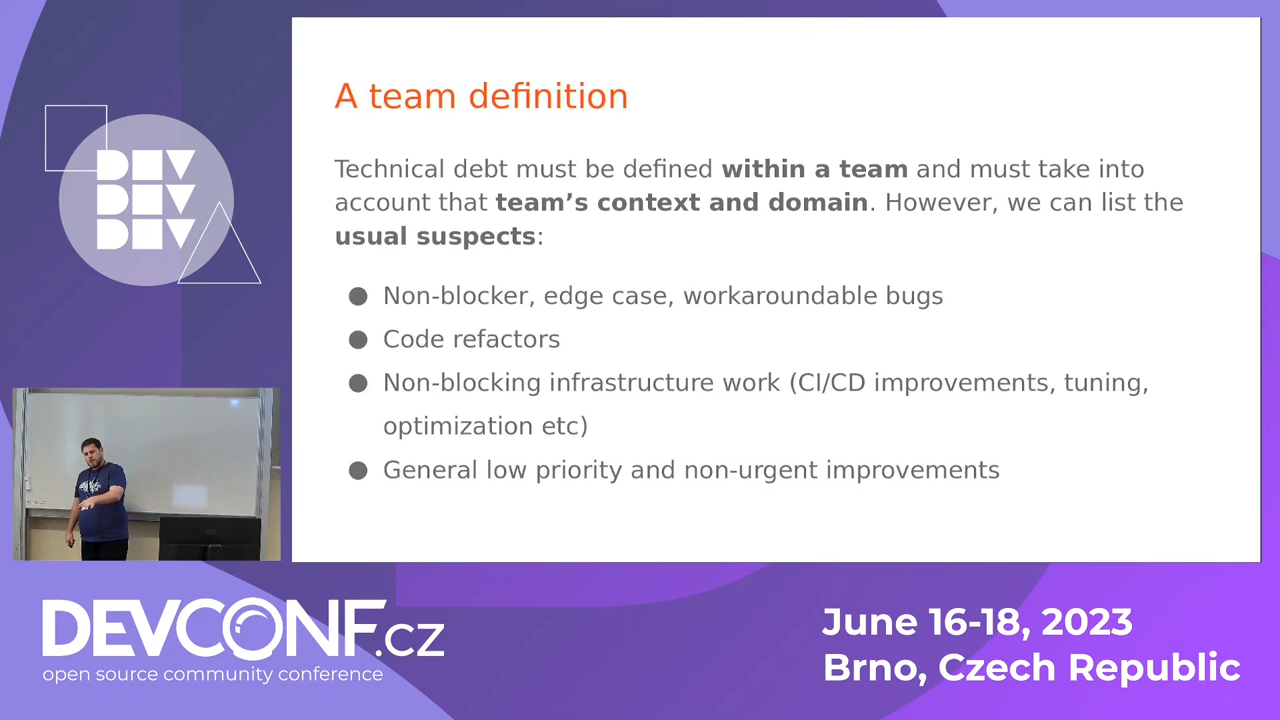 A team definition
Technical debt must be defined within a team and must take into
account that team’s context and domain. However, we can list the
usual suspects:
● Non-blocker, edge case, workaroundable bugs
● Code refactors
● Non-blocking infrastructure work (CI/CD improvements, tuning,
optimization etc)
● General low priority and non-urgent improvements
DEV
DEV
DEV
DEVCONF.cz
open source community conference
June 16-18, 2023
Brno, Czech Republic